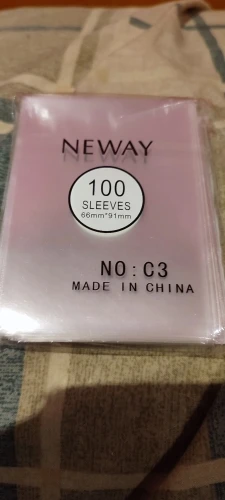 NEWAY
100
SLEEVES
66mm*91mm
NO:C3
MADE IN CHINA